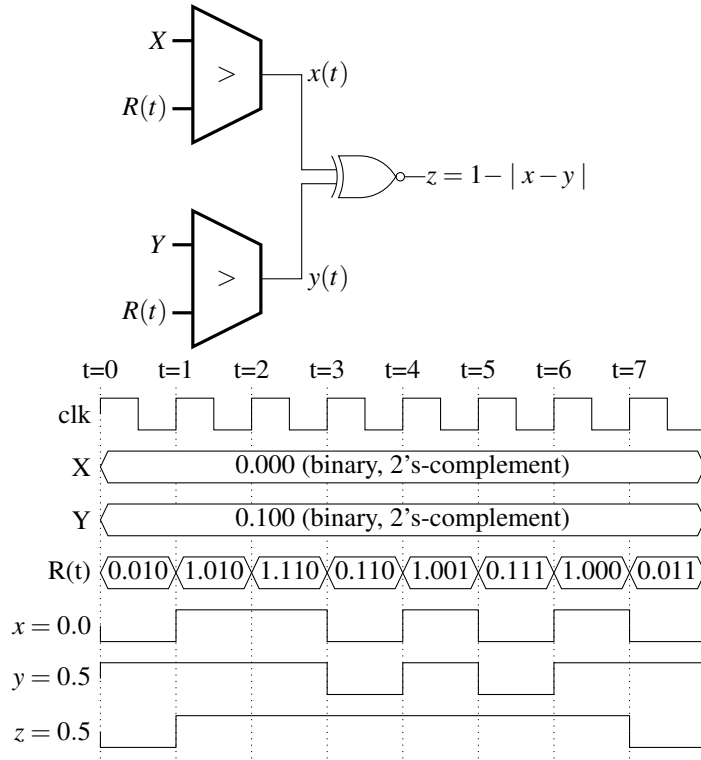 X
>
x(t)
R(t)
z = 1− | x − y |
Y
>
y(t)
R(t)
t=0 t=1 t=2 t=3 t=4 t=5 t=6 t=7
clk
X 0.000 (binary, 2's-complement)
Y 0.100 (binary, 2's-complement)
R(t) 0.010 1.010 1.110 0.110 1.001 0.111 1.000 0.011
x = 0.0
y = 0.5
z = 0.5